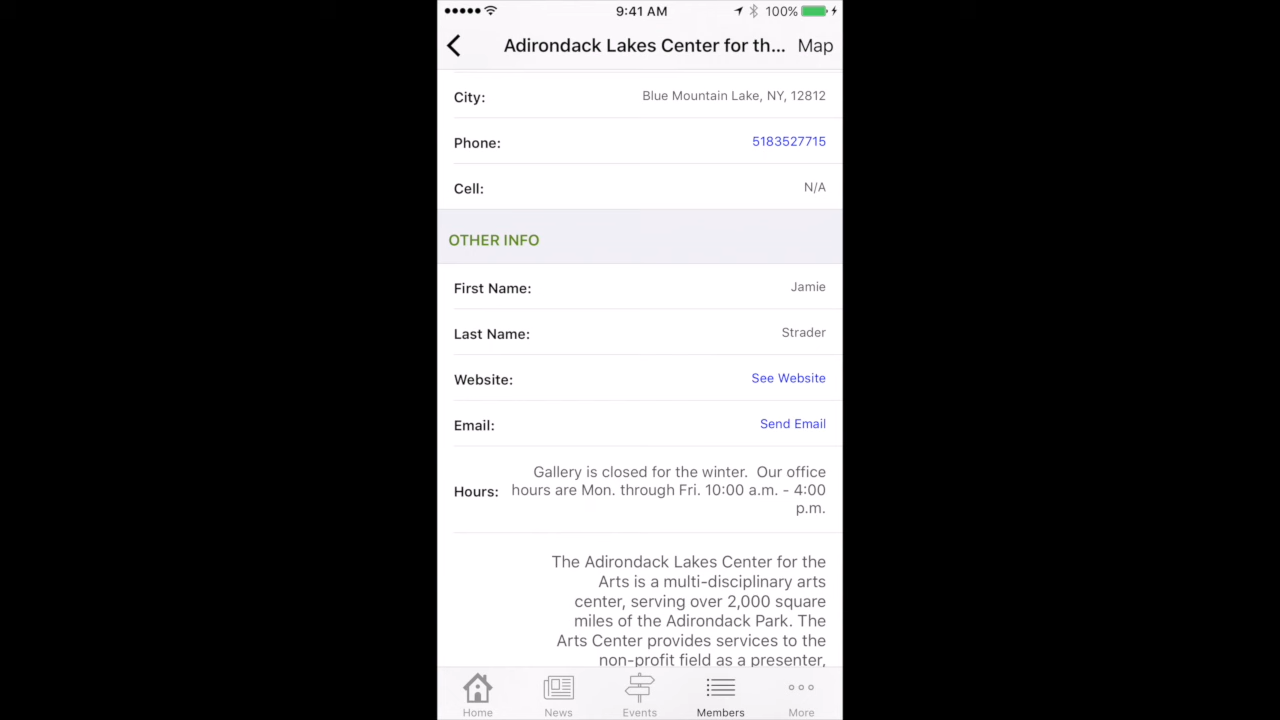 9:41 AM
100%
Adirondack Lakes Center for th... Map
City: Blue Mountain Lake, NY, 12812
Phone: 5183527715
Cell: N/A
OTHER INFO
First Name: Jamie
Last Name: Strader
Website: See Website
Email: Send Email
Gallery is closed for the winter.  Our office
Hours: hours are Mon. through Fri. 10:00 a.m. - 4:00
p.m.
The Adirondack Lakes Center for the
Arts is a multi-disciplinary arts
center, serving over 2,000 square
miles of the Adirondack Park. The
Arts Center provides services to the
non-profit field as a presenter,
Home News Events Members More